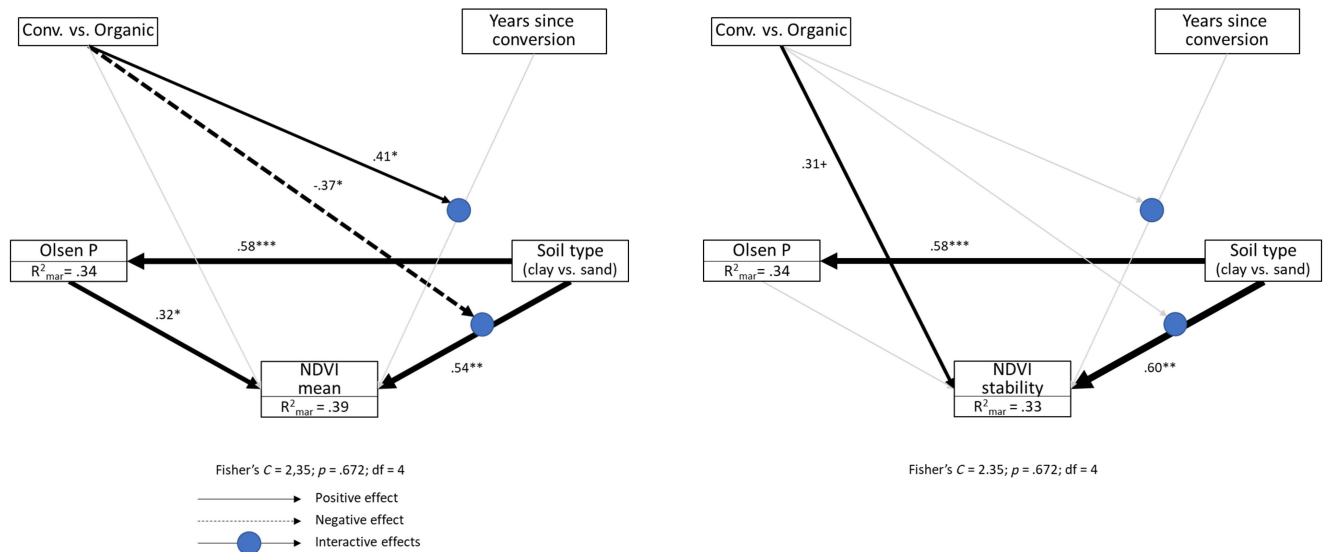 Conv. vs. Organic
Years since
conversion
.41*
-.37*
.58***
Olsen P
R²mar= .34
Soil type
(clay vs. sand)
.32*
.54**
NDVI
mean
R²mar = .39
Fisher's C = 2,35; p = .672; df = 4
Positive effect
Negative effect
Interactive effects
Conv. vs. Organic
Years since
conversion
.31+
.58***
Olsen P
R²mar= .34
Soil type
(clay vs. sand)
.60**
NDVI
stability
R²mar = .33
Fisher's C = 2.35; p = .672; df = 4